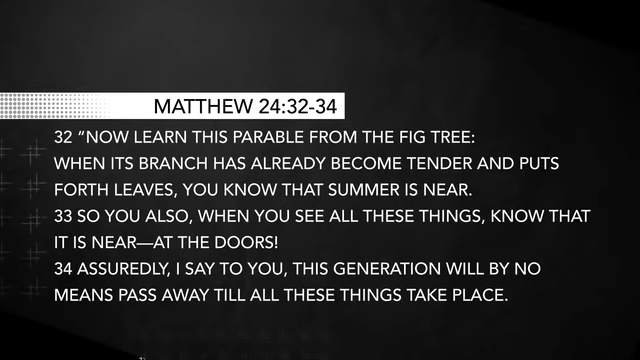 MATTHEW 24:32-34
32 “NOW LEARN THIS PARABLE FROM THE FIG TREE:
WHEN ITS BRANCH HAS ALREADY BECOME TENDER AND PUTS
FORTH LEAVES, YOU KNOW THAT SUMMER IS NEAR.
33 SO YOU ALSO, WHEN YOU SEE ALL THESE THINGS, KNOW THAT
IT IS NEAR—AT THE DOORS!
34 ASSUREDLY, I SAY TO YOU, THIS GENERATION WILL BY NO
MEANS PASS AWAY TILL ALL THESE THINGS TAKE PLACE.